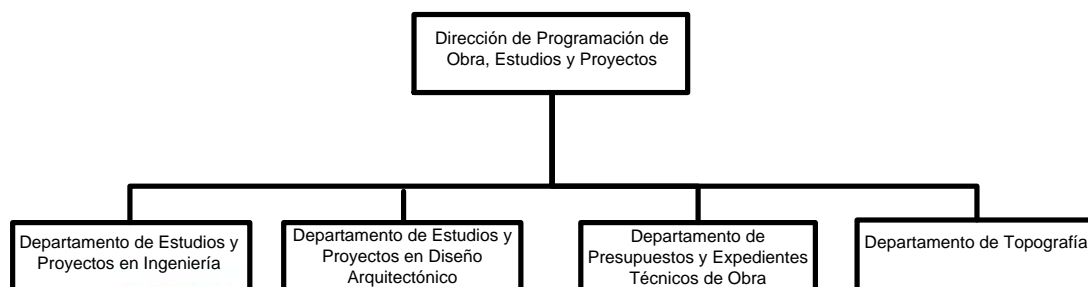 Dirección de Programación de
Obra, Estudios y Proyectos
Departamento de Estudios y
Proyectos en Ingeniería
Departamento de Estudios y
Proyectos en Diseño
Arquitectónico
Departamento de
Presupuestos y Expedientes
Técnicos de Obra
Departamento de Topografía